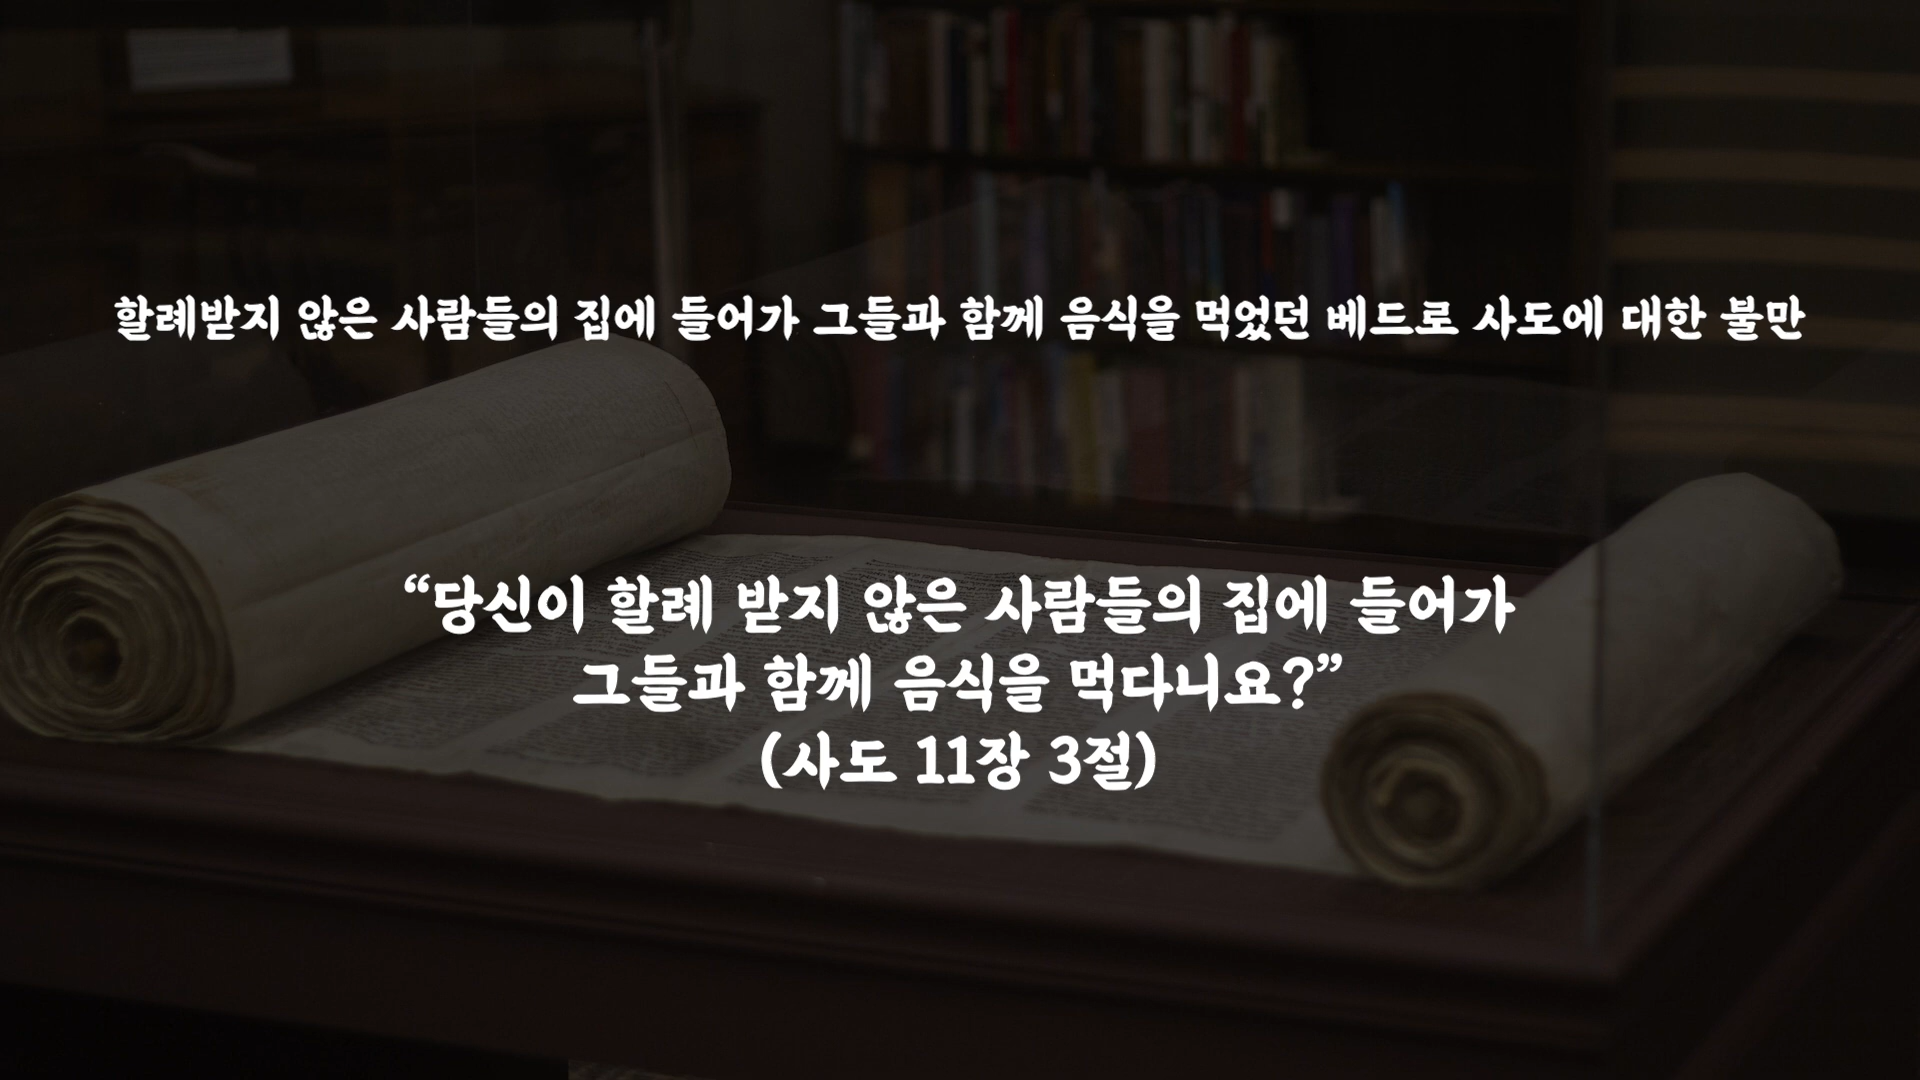 할례받지 않은 사람들의 집에 들어가 그들과 함께 음식을 먹었던 베드로 사도에 대한 불만
“당신이 할례 받지 않은 사람들의 집에 들어가
그들과 함께 음식을 먹다니요?”
(사도 11장 3절)